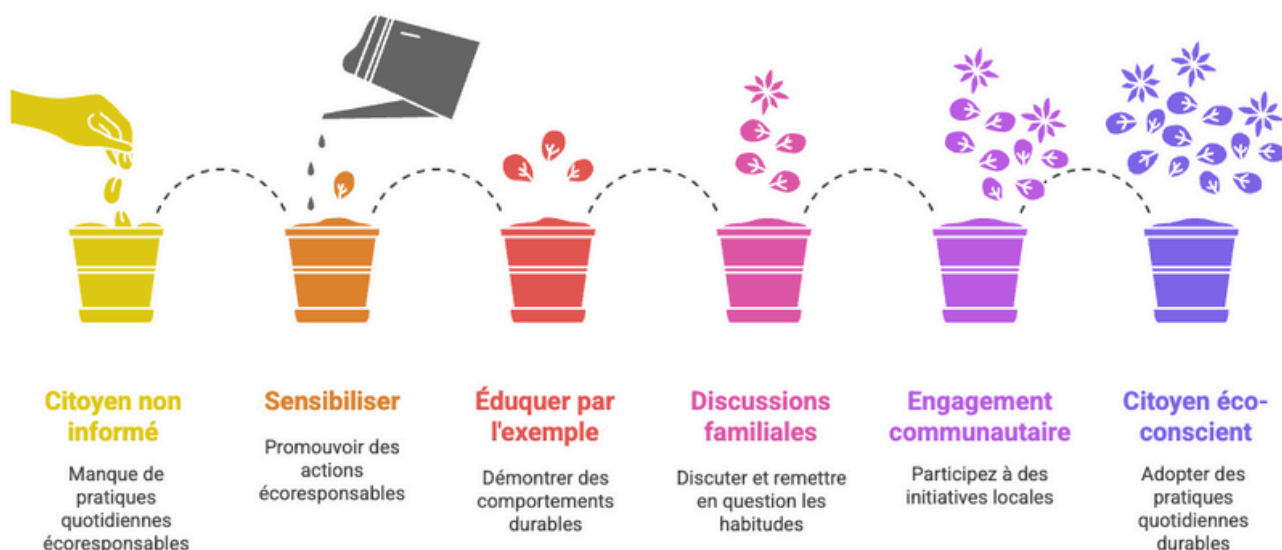 Citoyen non
informé
Manque de
pratiques
quotidiennes
écoresponsables
Sensibiliser
Promouvoir des
actions
écoresponsables
Éduquer par
l'exemple
Démontrer des
comportements
durables
Discussions
familiales
Discuter et remettre
en question les
habitudes
Engagement
communautaire
Participez à des
initiatives locales
Citoyen éco-
conscient
Adopter des
pratiques
quotidiennes
durables